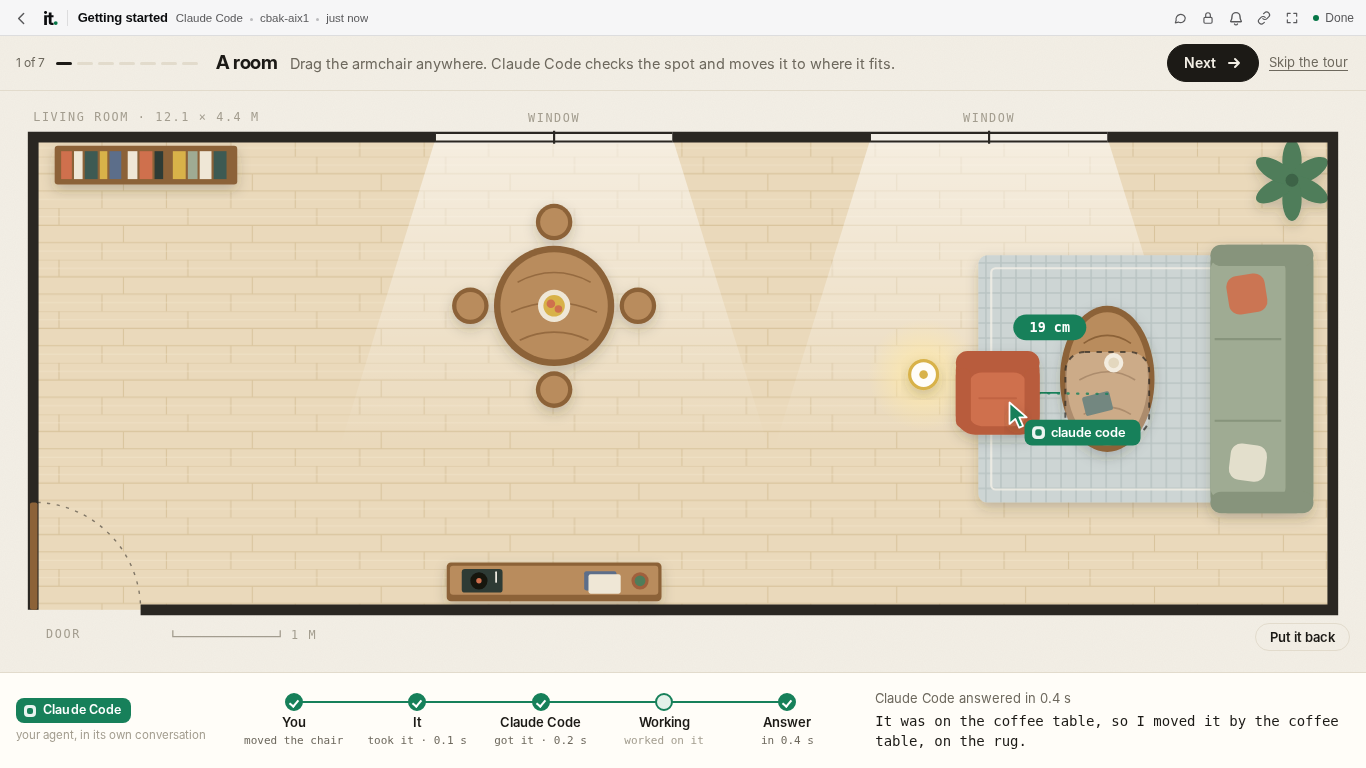 it.
Getting started Claude Code • cbak-aix1 • just now
Done
1 of 7
A room Drag the armchair anywhere. Claude Code checks the spot and moves it to where it fits.
Next
Skip the tour
LIVING ROOM · 12.1 × 4.4 M
WINDOW
WINDOW
19 cm
claude code
DOOR
1 M
Put it back
Claude Code
your agent, in its own conversation
You
moved the chair
It
took it · 0.1 s
Claude Code
got it · 0.2 s
Working
worked on it
Answer
in 0.4 s
Claude Code answered in 0.4 s
It was on the coffee table, so I moved it by the coffee
table, on the rug.